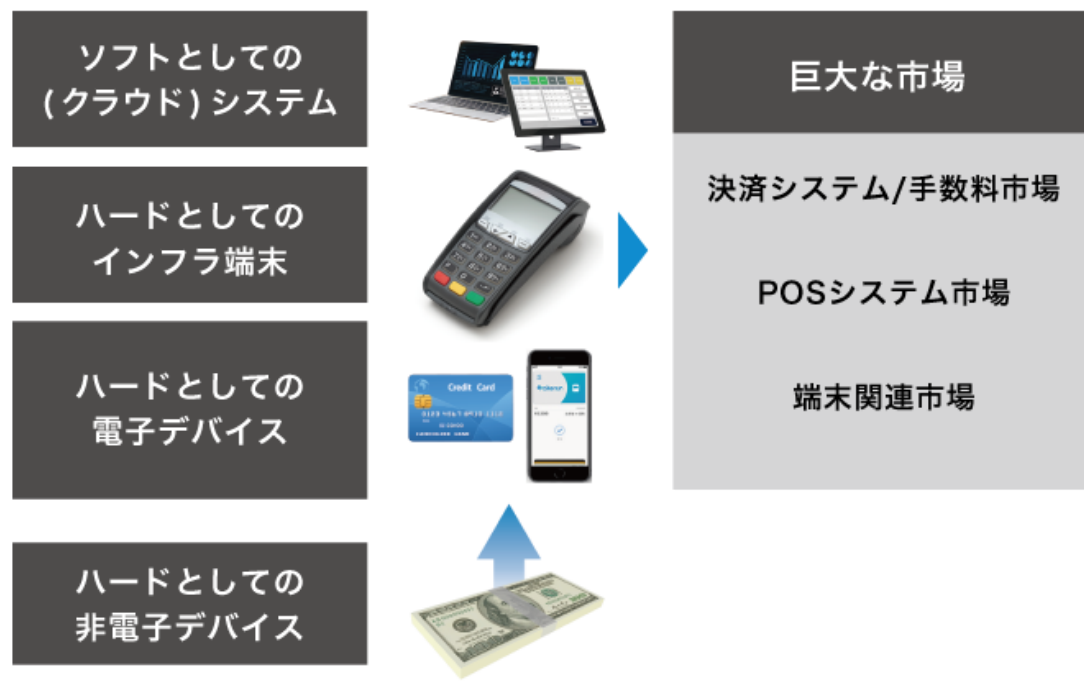 ソフトとしての
(クラウド)システム
ハードとしての
インフラ端末
ハードとしての
電子デバイス
ハードとしての
非電子デバイス
Credit Card
巨大な市場
決済システム/手数料市場
POSシステム市場
端末関連市場